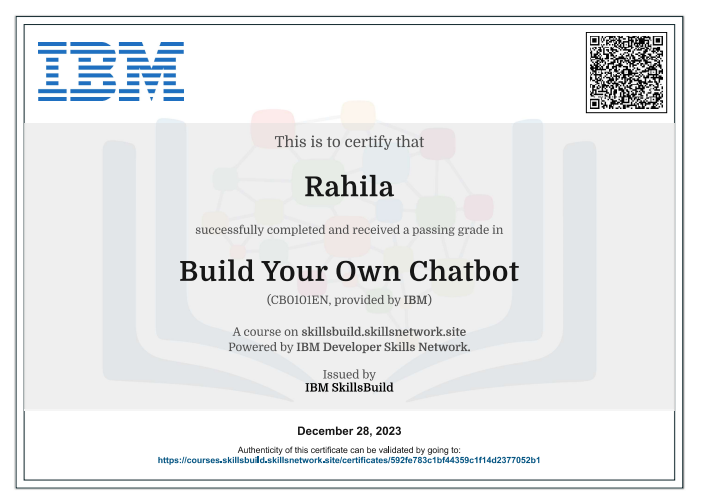 IBM
This is to certify that
Rahila
successfully completed and received a passing grade in
Build Your Own Chatbot
(CB0101EN, provided by IBM)
A course on skillsbuild.skillsnetwork.site
Powered by IBM Developer Skills Network.
Issued by
IBM SkillsBuild
December 28, 2023
Authenticity of this certificate can be validated by going to:
https://courses.skillsbuild.skillsnetwork.site/certificates/592fe783c1bf44359c1f14d2377052b1